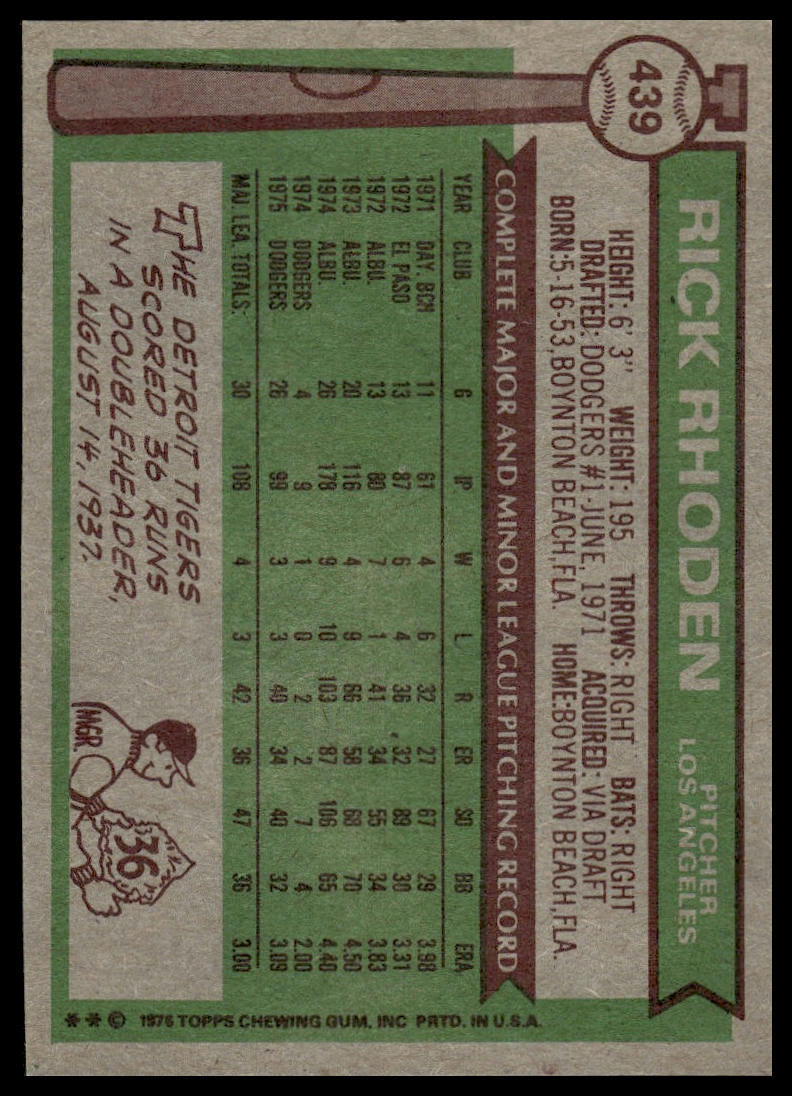 439
RICK RHODEN
PITCHER
LOS ANGELES
HEIGHT: 6' 3" WEIGHT: 195 THROWS: RIGHT BATS: RIGHT
DRAFTED: DODGERS #1-JUNE, 1971 ACQUIRED: VIA DRAFT
BORN:5-16-53,BOYNTON BEACH,FLA. HOME:BOYNTON BEACH,FLA.
COMPLETE MAJOR AND MINOR LEAGUE PITCHING RECORD
YEAR CLUB G IP W L R ER SO BB ERA
1971 DAY. BCH 11 61 4 6 32 27 67 29 3.98
1972 EL PASO 13 87 6 4 36 32 89 30 3.31
1972 ALBU. 13 80 7 1 41 34 55 34 3.83
1973 ALBU. 20 116 4 9 66 58 68 70 4.50
1974 ALBU. 26 178 9 10 103 87 106 65 4.40
1974 DODGERS 4 9 1 0 2 2 7 4 2.00
1975 DODGERS 26 99 3 3 40 34 40 32 3.09
MAJ. LEA. TOTALS: 30 108 4 3 42 36 47 36 3.00
THE DETROIT TIGERS
SCORED 36 RUNS
IN A DOUBLEHEADER,
AUGUST 14, 1937.
MGR.
36
* * © 1976 TOPPS CHEWING GUM, INC. PRTD. IN U.S.A.